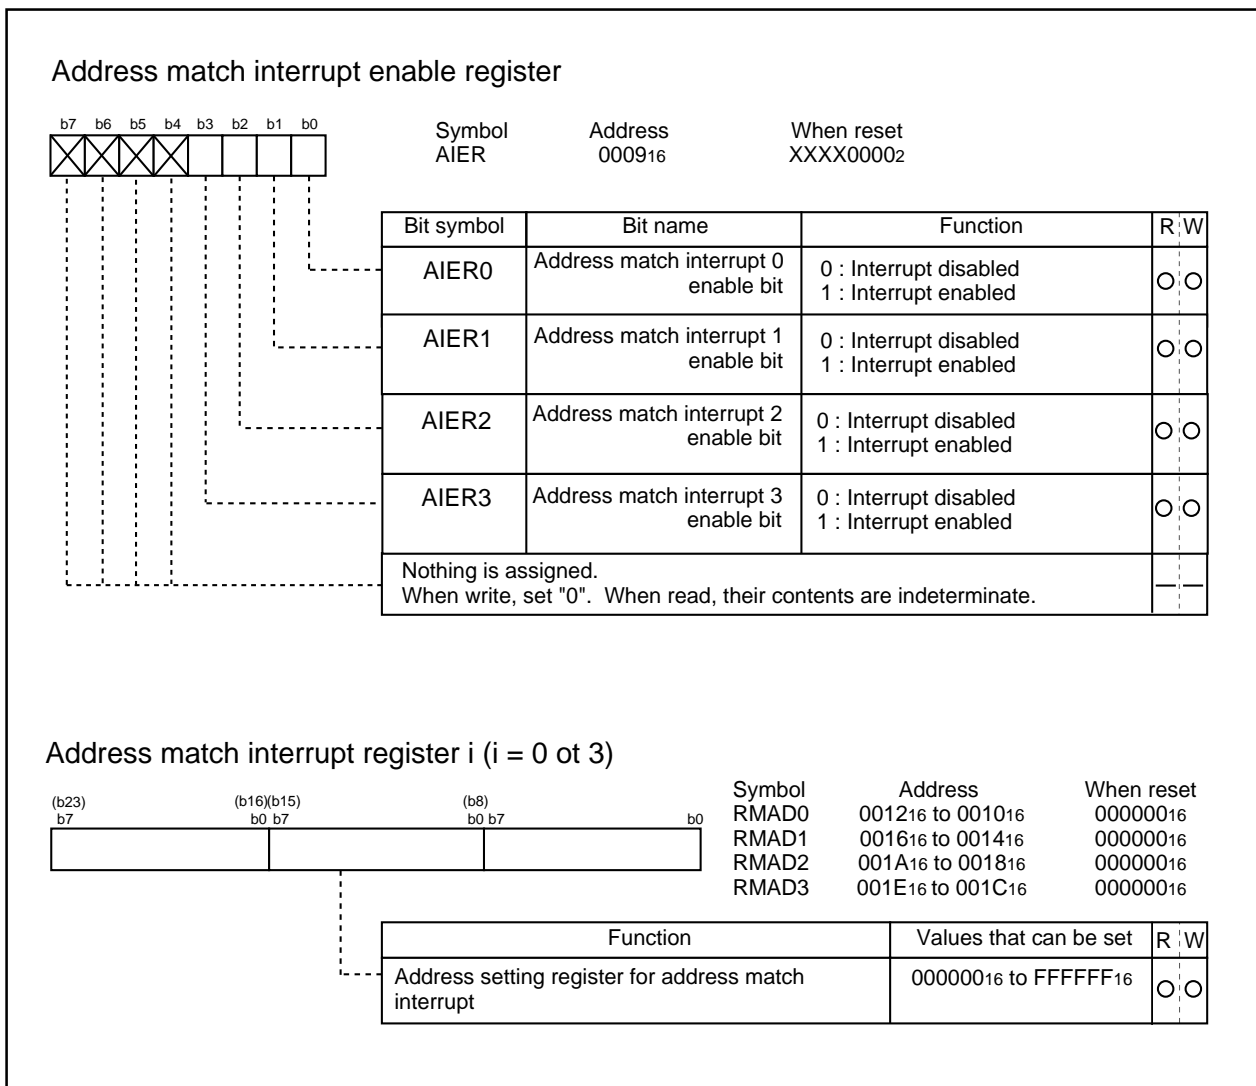 Address match interrupt enable register
b7 b6 b5 b4 b3 b2 b1 b0
Symbol Address When reset
AIER 000916 XXXX00002
Bit symbol Bit name Function R W
AIER0 Address match interrupt 0 enable bit 0 : Interrupt disabled
1 : Interrupt enabled
AIER1 Address match interrupt 1 enable bit 0 : Interrupt disabled
1 : Interrupt enabled
AIER2 Address match interrupt 2 enable bit 0 : Interrupt disabled
1 : Interrupt enabled
AIER3 Address match interrupt 3 enable bit 0 : Interrupt disabled
1 : Interrupt enabled
Nothing is assigned.
When write, set "0". When read, their contents are indeterminate.
Address match interrupt register i (i = 0 ot 3)
(b23) (b16)(b15) (b8)
b7 b0 b7 b0 b7 b0
Symbol Address When reset
RMAD0 001216 to 001016 00000016
RMAD1 001616 to 001416 00000016
RMAD2 001A16 to 001816 00000016
RMAD3 001E16 to 001C16 00000016
Function Values that can be set R W
Address setting register for address match
interrupt
00000016 to FFFFFF16